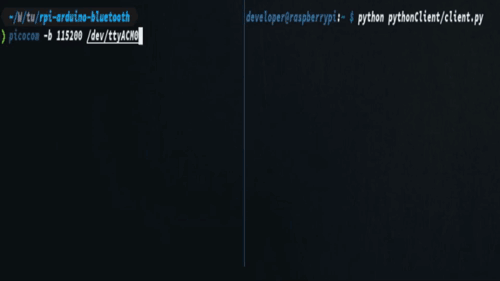 ~/W/tu/rpi-arduino-bluetooth
❯ picocom -b 115200 /dev/ttyACM0
developer@raspberrypi:~ $ python pythonClient/client.py